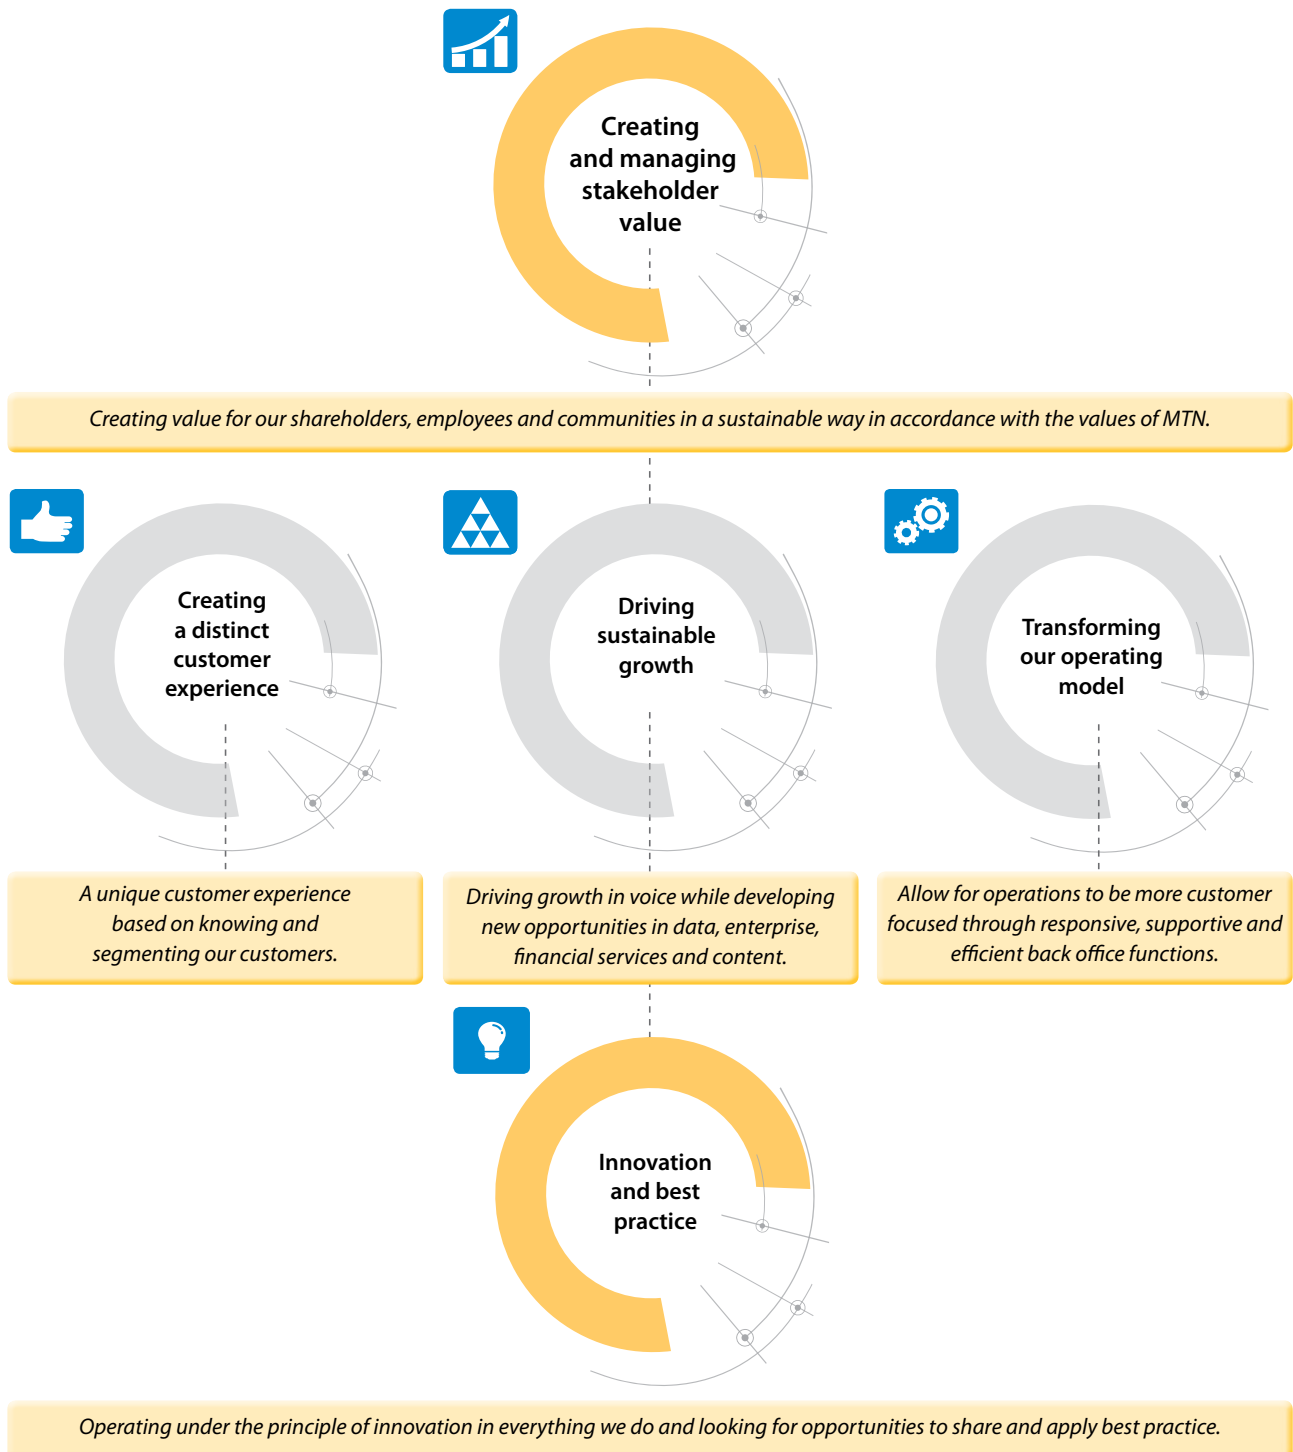 Creating
and managing
stakeholder
value
Creating value for our shareholders, employees and communities in a sustainable way in accordance with the values of MTN.
Creating
a distinct
customer
experience
A unique customer experience
based on knowing and
segmenting our customers.
Driving
sustainable
growth
Driving growth in voice while developing
new opportunities in data, enterprise,
financial services and content.
Transforming
our operating
model
Allow for operations to be more customer
focused through responsive, supportive and
efficient back office functions.
Innovation
and best
practice
Operating under the principle of innovation in everything we do and looking for opportunities to share and apply best practice.